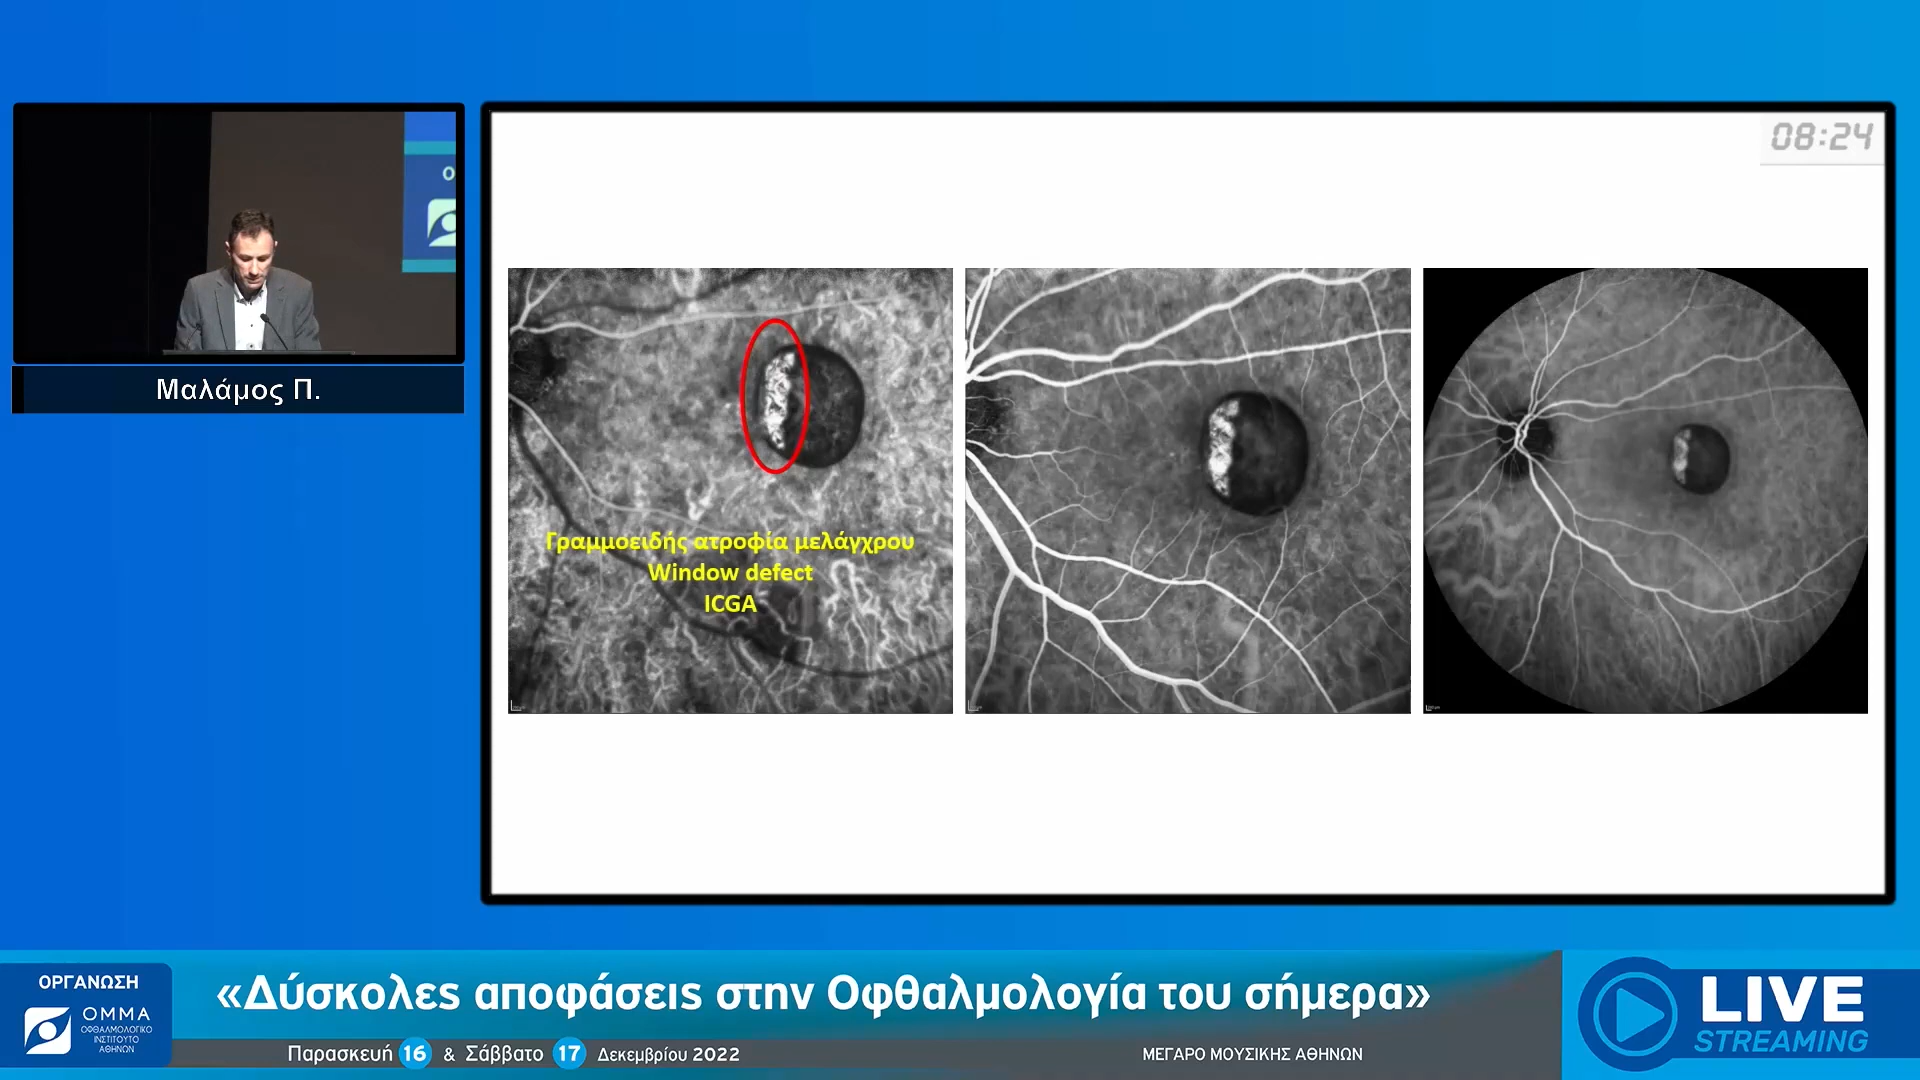 08:24
Μαλάμος Π.
Γραμμοειδής ατροφία μελάγχρου
Window defect
ICGA
ΟΡΓΑΝΩΣΗ
ΟΜΜΑ
ΟΦΘΑΛΜΟΛΟΓΙΚΟ
ΙΝΣΤΙΤΟΥΤΟ
ΑΘΗΝΩΝ
«Δύσκολες αποφάσεις στην Οφθαλμολογία του σήμερα»
Παρασκευή 16 & Σάββατο 17 Δεκεμβρίου 2022
ΜΕΓΑΡΟ ΜΟΥΣΙΚΗΣ ΑΘΗΝΩΝ
LIVE
STREAMING